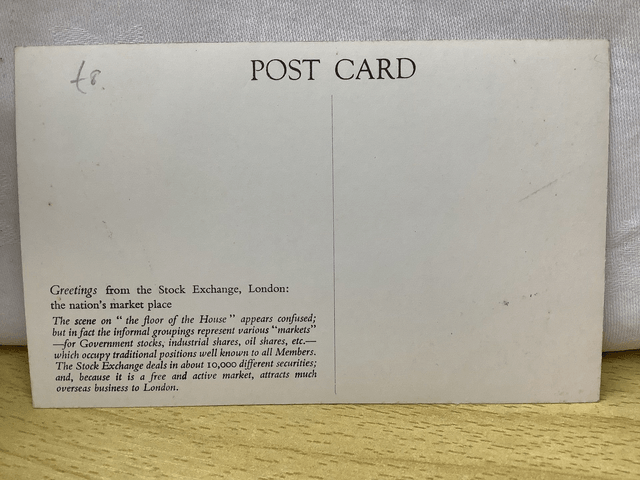 £8.
POST CARD
Greetings from the Stock Exchange, London:
the nation's market place
The scene on "the floor of the House" appears confused;
but in fact the informal groupings represent various "markets"
—for Government stocks, industrial shares, oil shares, etc.—
which occupy traditional positions well known to all Members.
The Stock Exchange deals in about 10,000 different securities;
and, because it is a free and active market, attracts much
overseas business to London.